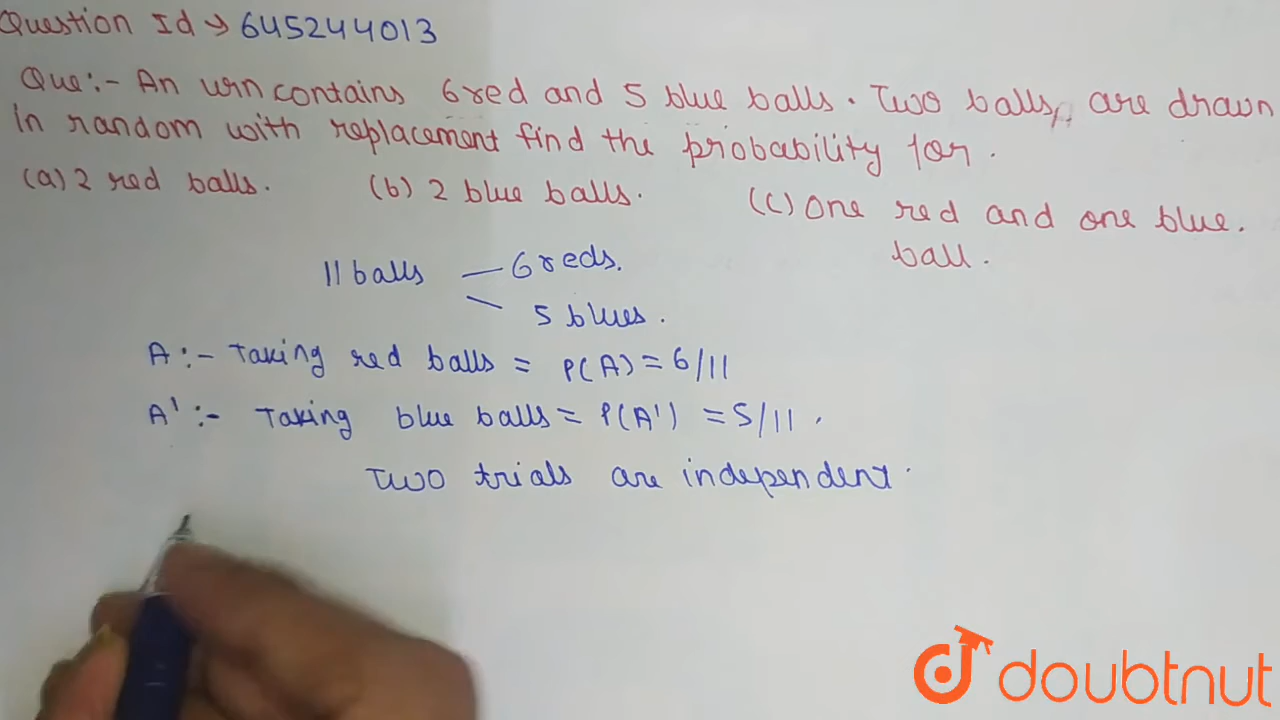 Question Id → 645244013
Que:- An urn contains 6 red and 5 blue balls. Two balls, are drawn
in random with replacement find the probability for.
(a) 2 red balls. (b) 2 blue balls. (c) One red and one blue.
ball.
11 balls — 6 reds.
5 blues.
A :- Taking red balls = P(A) = 6/11
A' :- Taking blue balls = P(A') = 5/11.
Two trials are independent.
doubtnut